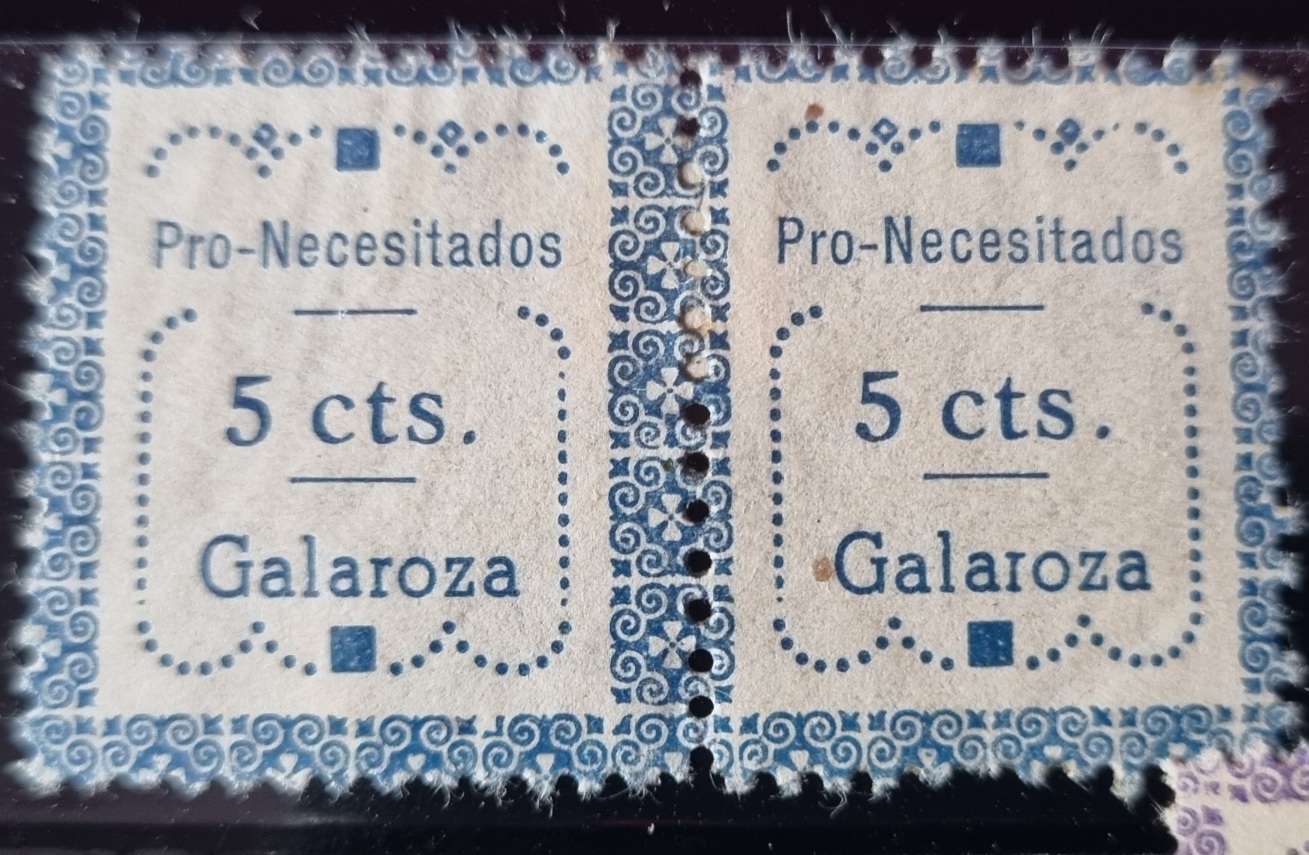 Pro-Necesitados
5 cts.
Galaroza
Pro-Necesitados
5 cts.
Galaroza